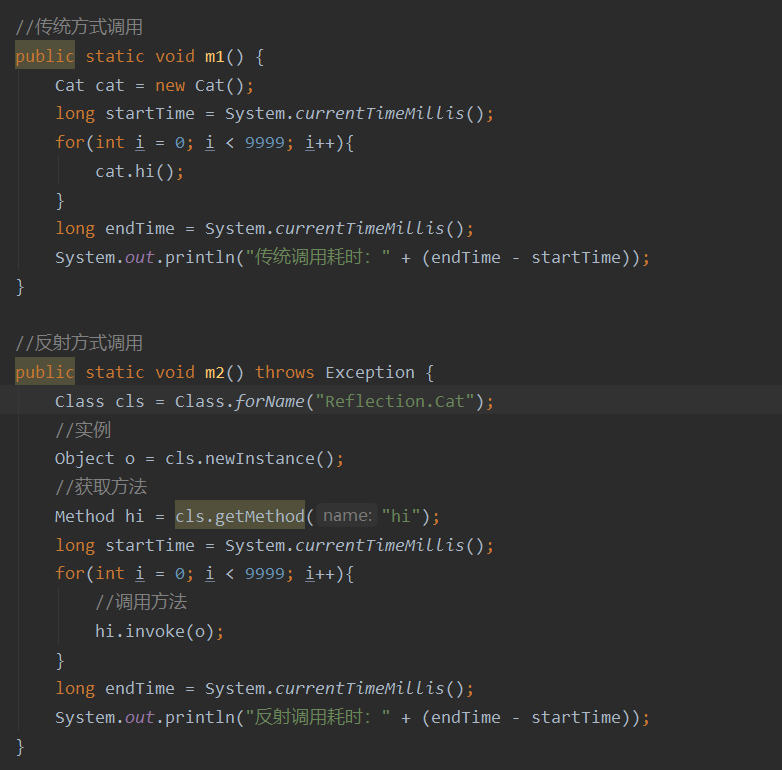 //传统方式调用
public static void m1() {
    Cat cat = new Cat();
    long startTime = System.currentTimeMillis();
    for(int i = 0; i < 9999; i++){
        cat.hi();
    }
    long endTime = System.currentTimeMillis();
    System.out.println("传统调用耗时：" + (endTime - startTime));
}

//反射方式调用
public static void m2() throws Exception {
    Class cls = Class.forName("Reflection.Cat");
    //实例
    Object o = cls.newInstance();
    //获取方法
    Method hi = cls.getMethod( name: "hi");
    long startTime = System.currentTimeMillis();
    for(int i = 0; i < 9999; i++){
        //调用方法
        hi.invoke(o);
    }
    long endTime = System.currentTimeMillis();
    System.out.println("反射调用耗时：" + (endTime - startTime));
}